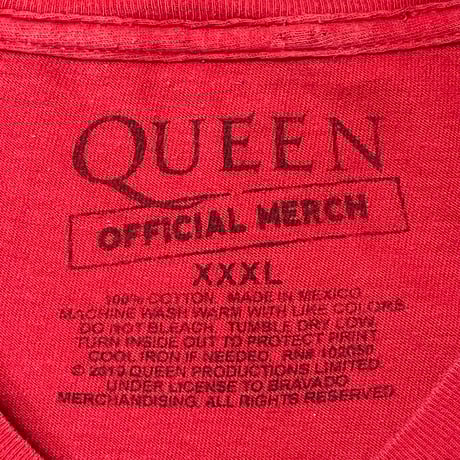 QUEEN
OFFICIAL MERCH
XXXL
100% COTTON. MADE IN MEXICO
MACHINE WASH WARM WITH LIKE COLORS
DO NOT BLEACH. TUMBLE DRY LOW
TURN INSIDE OUT TO PROTECT PRINT
COOL IRON IF NEEDED. RN# 102050
© 2019 QUEEN PRODUCTIONS LIMITED
UNDER LICENSE TO BRAVADO
MERCHANDISING. ALL RIGHTS RESERVED